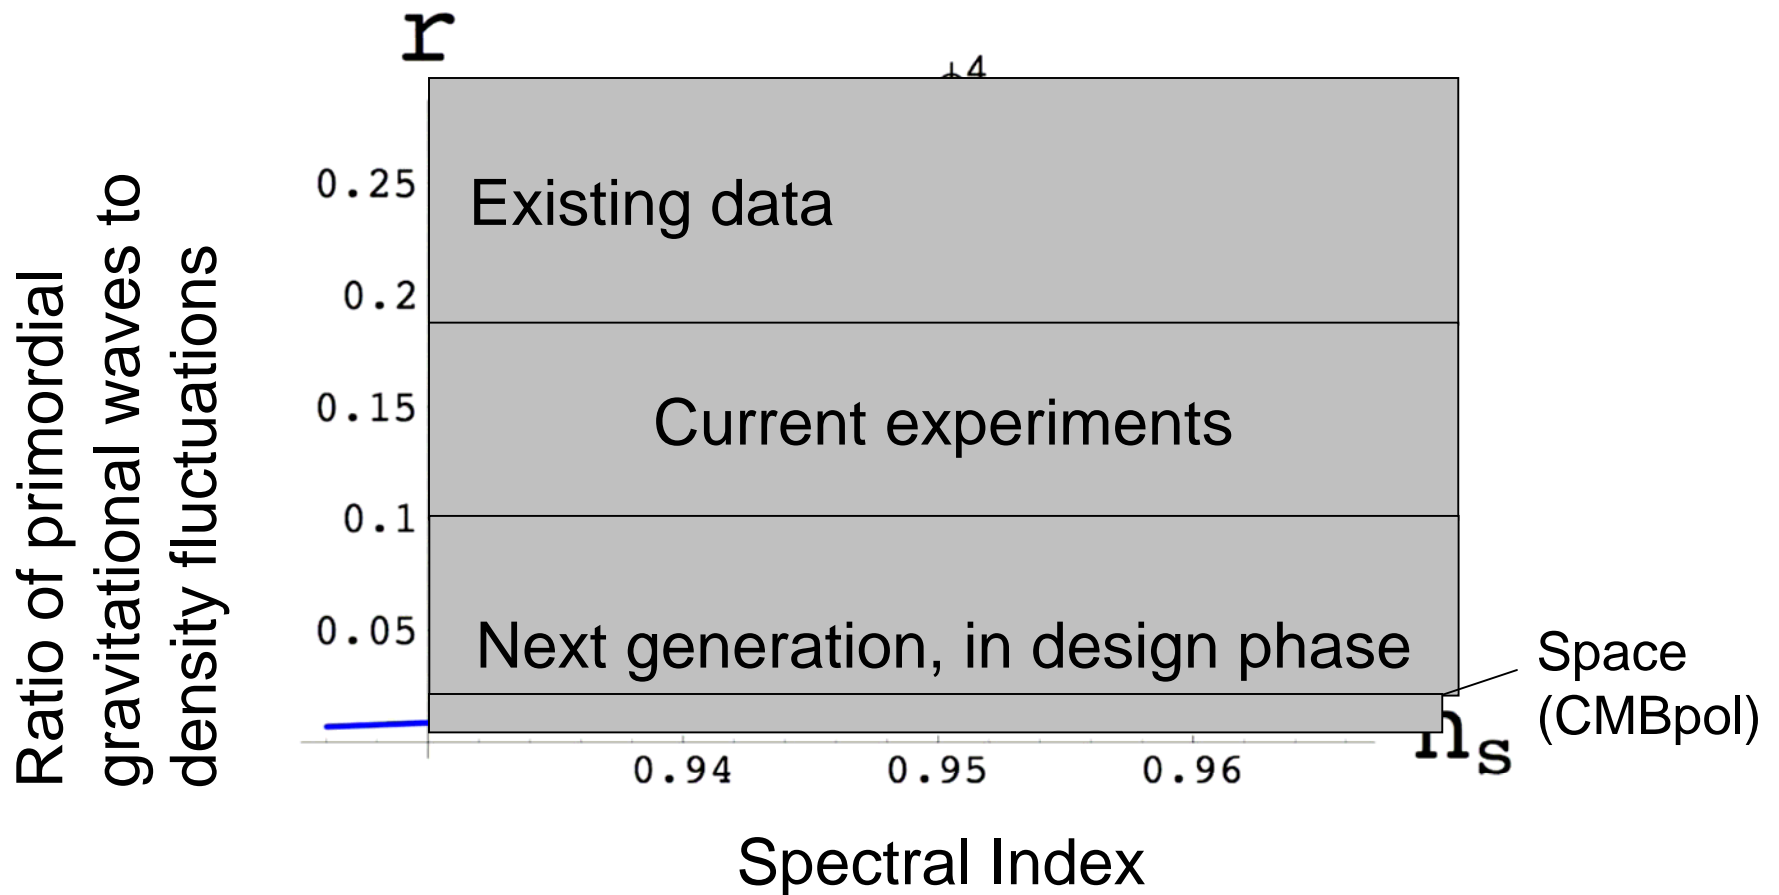 r
4
0.25
Existing data
0.2
0.15
Current experiments
0.1
0.05
Next generation, in design phase
Space
(CMBpol)
ns
0.94
0.95
0.96
Spectral Index
Ratio of primordial
gravitational waves to
density fluctuations